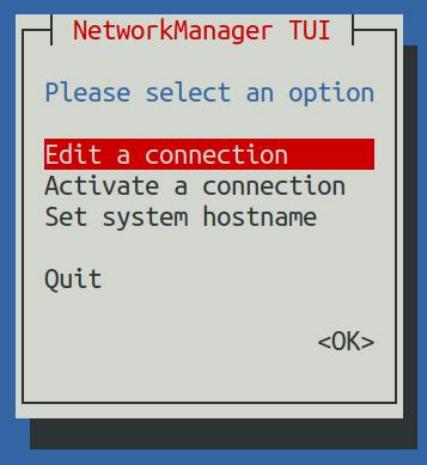 NetworkManager TUI
Please select an option
Edit a connection
Activate a connection
Set system hostname
Quit
<OK>